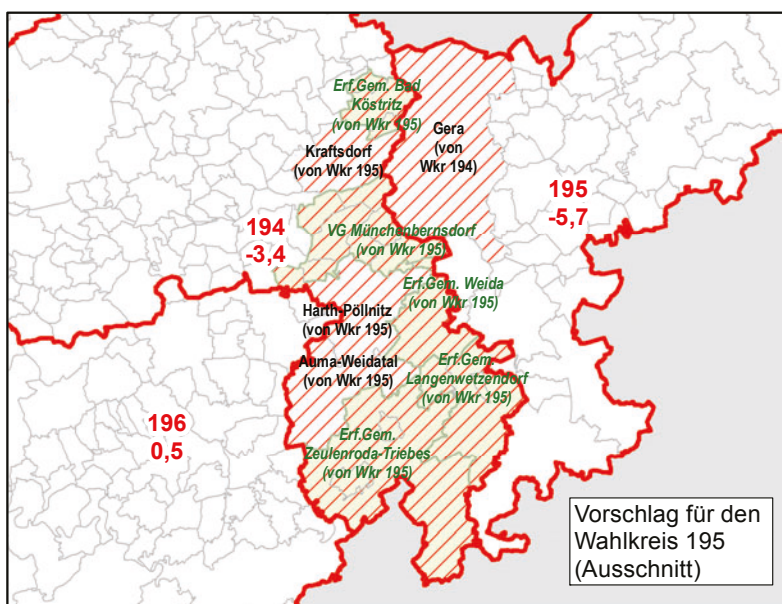 Erf.Gem. Bad
Köstritz
(von Wkr 195)
Kraftsdorf
(von Wkr 195)
Gera
(von
Wkr 194)
195
-5,7
194
-3,4
VG Münchenbernsdorf
(von Wkr 195)
Erf.Gem. Weida
(von Wkr 195)
Harth-Pöllnitz
(von Wkr 195)
Auma-Weidatal
(von Wkr 195)
Erf.Gem.
Langenwetzendorf
(von Wkr 195)
196
0,5
Erf.Gem.
Zeulenroda-Triebes
(von Wkr 195)
Vorschlag für den
Wahlkreis 195
(Ausschnitt)